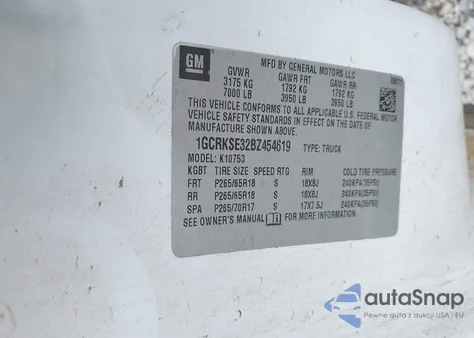 GM
MFD BY GENERAL MOTORS LLC
GVWR GAWR FRT GAWR RR
3175 KG 1792 KG 1792 KG
7000 LB 3950 LB 3950 LB
THIS VEHICLE CONFORMS TO ALL APPLICABLE U.S. FEDERAL MOTOR
VEHICLE SAFETY STANDARDS IN EFFECT ON THE DATE OF
MANUFACTURE SHOWN ABOVE.
1GCRKSE32BZ454619 TYPE: TRUCK
MODEL: K10753
KGBT TIRE SIZE SPEED RTG RIM COLD TIRE PRESSURE
FRT P265/65R18 S 18X8J 240KPA(35PSI)
RR P265/65R18 S 18X8J 240KPA(35PSI)
SPA P265/70R17 S 17X7.5J 240KPA(35PSI)
SEE OWNER'S MANUAL FOR MORE INFORMATION.
autoSnap
Pewne auta z aukcji USA i EU